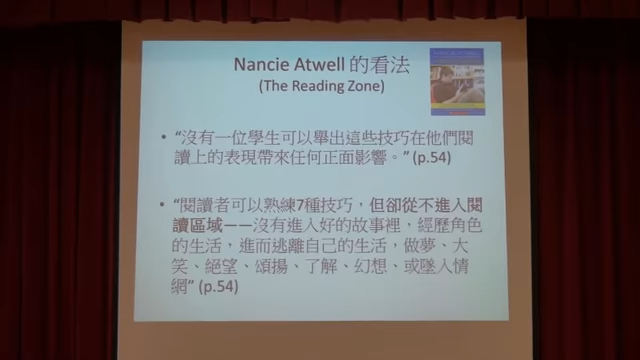 Nancie Atwell 的看法
(The Reading Zone)
• “沒有一位學生可以舉出這些技巧在他們閱
讀上的表現帶來任何正面影響。” (p.54)
• “閱讀者可以熟練7種技巧，但卻從不進入閱
讀區域——沒有進入好的故事裡，經歷角色
的生活，進而逃離自己的生活，做夢、大
笑、絕望、頌揚、了解、幻想、或墜入情
網” (p.54)